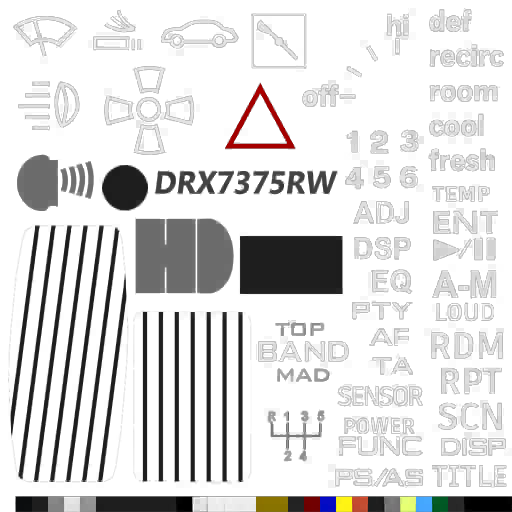 hi
off
def
recirc
room
cool
fresh
1 2 3
4 5 6
DRX7375RW
TEMP
ADJ
ENT
DSP
HD
EQ
A-M
PTY
LOUD
TOP
BAND
MAD
AF
RDM
TA
RPT
SENSOR
SCN
R 1 3 5
2 4
POWER
FUNC
DISP
PS/AS
TITLE